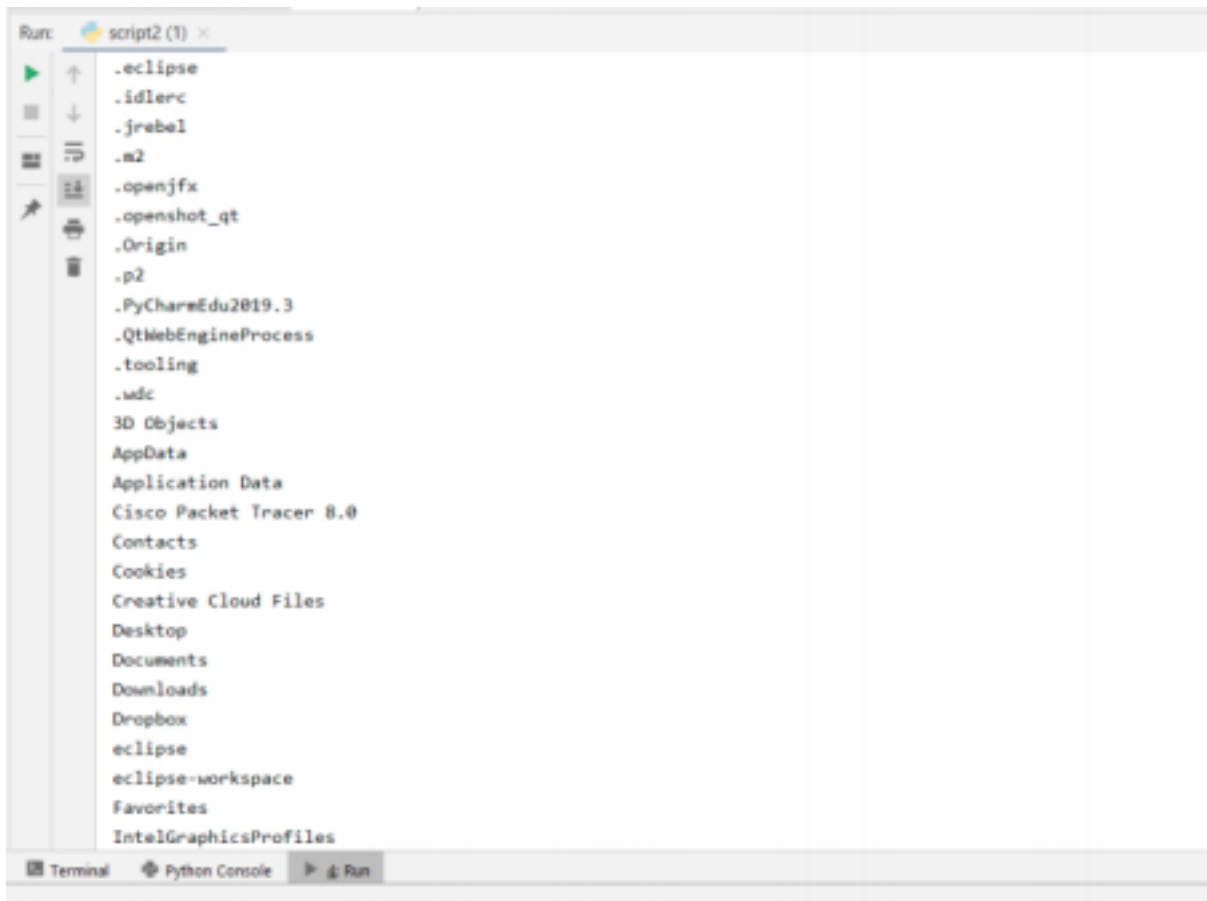 Run: script2 (1)
.eclipse
.idlerc
.jrebel
.m2
.openjfx
.openshot_qt
.Origin
.p2
.PyCharmEdu2019.3
.QtWebEngineProcess
.tooling
.wdc
3D Objects
AppData
Application Data
Cisco Packet Tracer 8.0
Contacts
Cookies
Creative Cloud Files
Desktop
Documents
Downloads
Dropbox
eclipse
eclipse-workspace
Favorites
IntelGraphicsProfiles
Terminal Python Console 4: Run